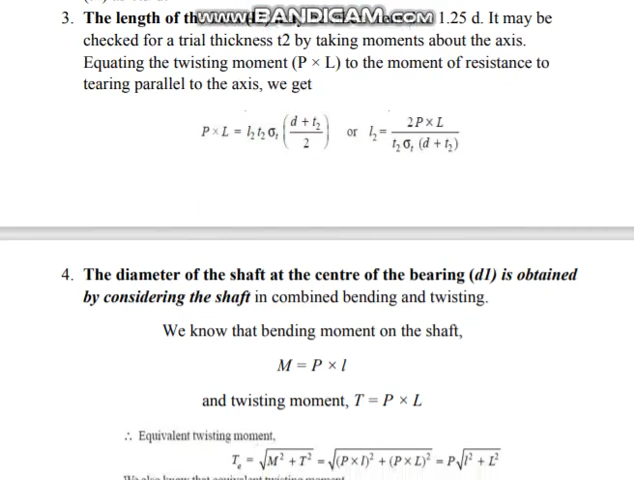 3. The length of th www.BANDICAM.com 1.25 d. It may be
checked for a trial thickness t2 by taking moments about the axis.
Equating the twisting moment (P × L) to the moment of resistance to
tearing parallel to the axis, we get
P × L = l₂ t₂ σₜ ( (d + t₂) / 2 ) or l₂ = 2P × L / t₂ σₜ (d + t₂)
4. The diameter of the shaft at the centre of the bearing (d1) is obtained
by considering the shaft in combined bending and twisting.
We know that bending moment on the shaft,
M = P × l
and twisting moment, T = P × L
∴ Equivalent twisting moment,
Tₑ = √(M² + T²) = √((P × l)² + (P × L)²) = P√(l² + L²)